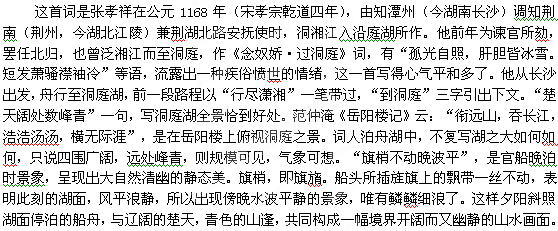 这首词是张孝祥在公元 1168 年（宋孝宗乾道四年），由知潭州（今湖南长沙）调知荆
南（荆州，今湖北江陵）兼荆湖北路安抚使时，泂湘江入沿庭湖所作。他前年为谏官所劾，
罢任北归，也曾泛湘江而至洞庭，作《念奴娇·过洞庭》词，有“孤光自照，肝胆皆冰雪。
短发萧骚襟袖冷”等语，流露出一种疾俗愤世的情绪，这一首写得心气平和多了。他从长沙
出发，舟行至洞庭湖，前一段路程以“行尽潇湘”一笔带过，“到洞庭”三字引出下文。“楚
天阔处数峰青”一句，写洞庭湖全景恰到好处。范仲淹《岳阳楼记》云：“衔远山，吞长江，
浩浩汤汤，横无际涯”，是在岳阳楼上俯视洞庭之景。词人泊舟湖中，不复写湖之大如何如
何，只说四围广阔，远处峰青，则规模可见，气象可想。“旗梢不动晚波平”，是官船晚泊
时景象，呈现出大自然清幽的静态美。旗梢，即旗旓。船头所插旌旗上的飘带一丝不动，表
明此刻的湖面，风平浪静，所以出现傍晚水波平静的景象，唯有鳞鳞细浪了。这样夕阳斜照
湖面停泊的船舟，与辽阔的楚天，青色的山逢，共同构成一幅境界开阔而又幽静的山水画面。